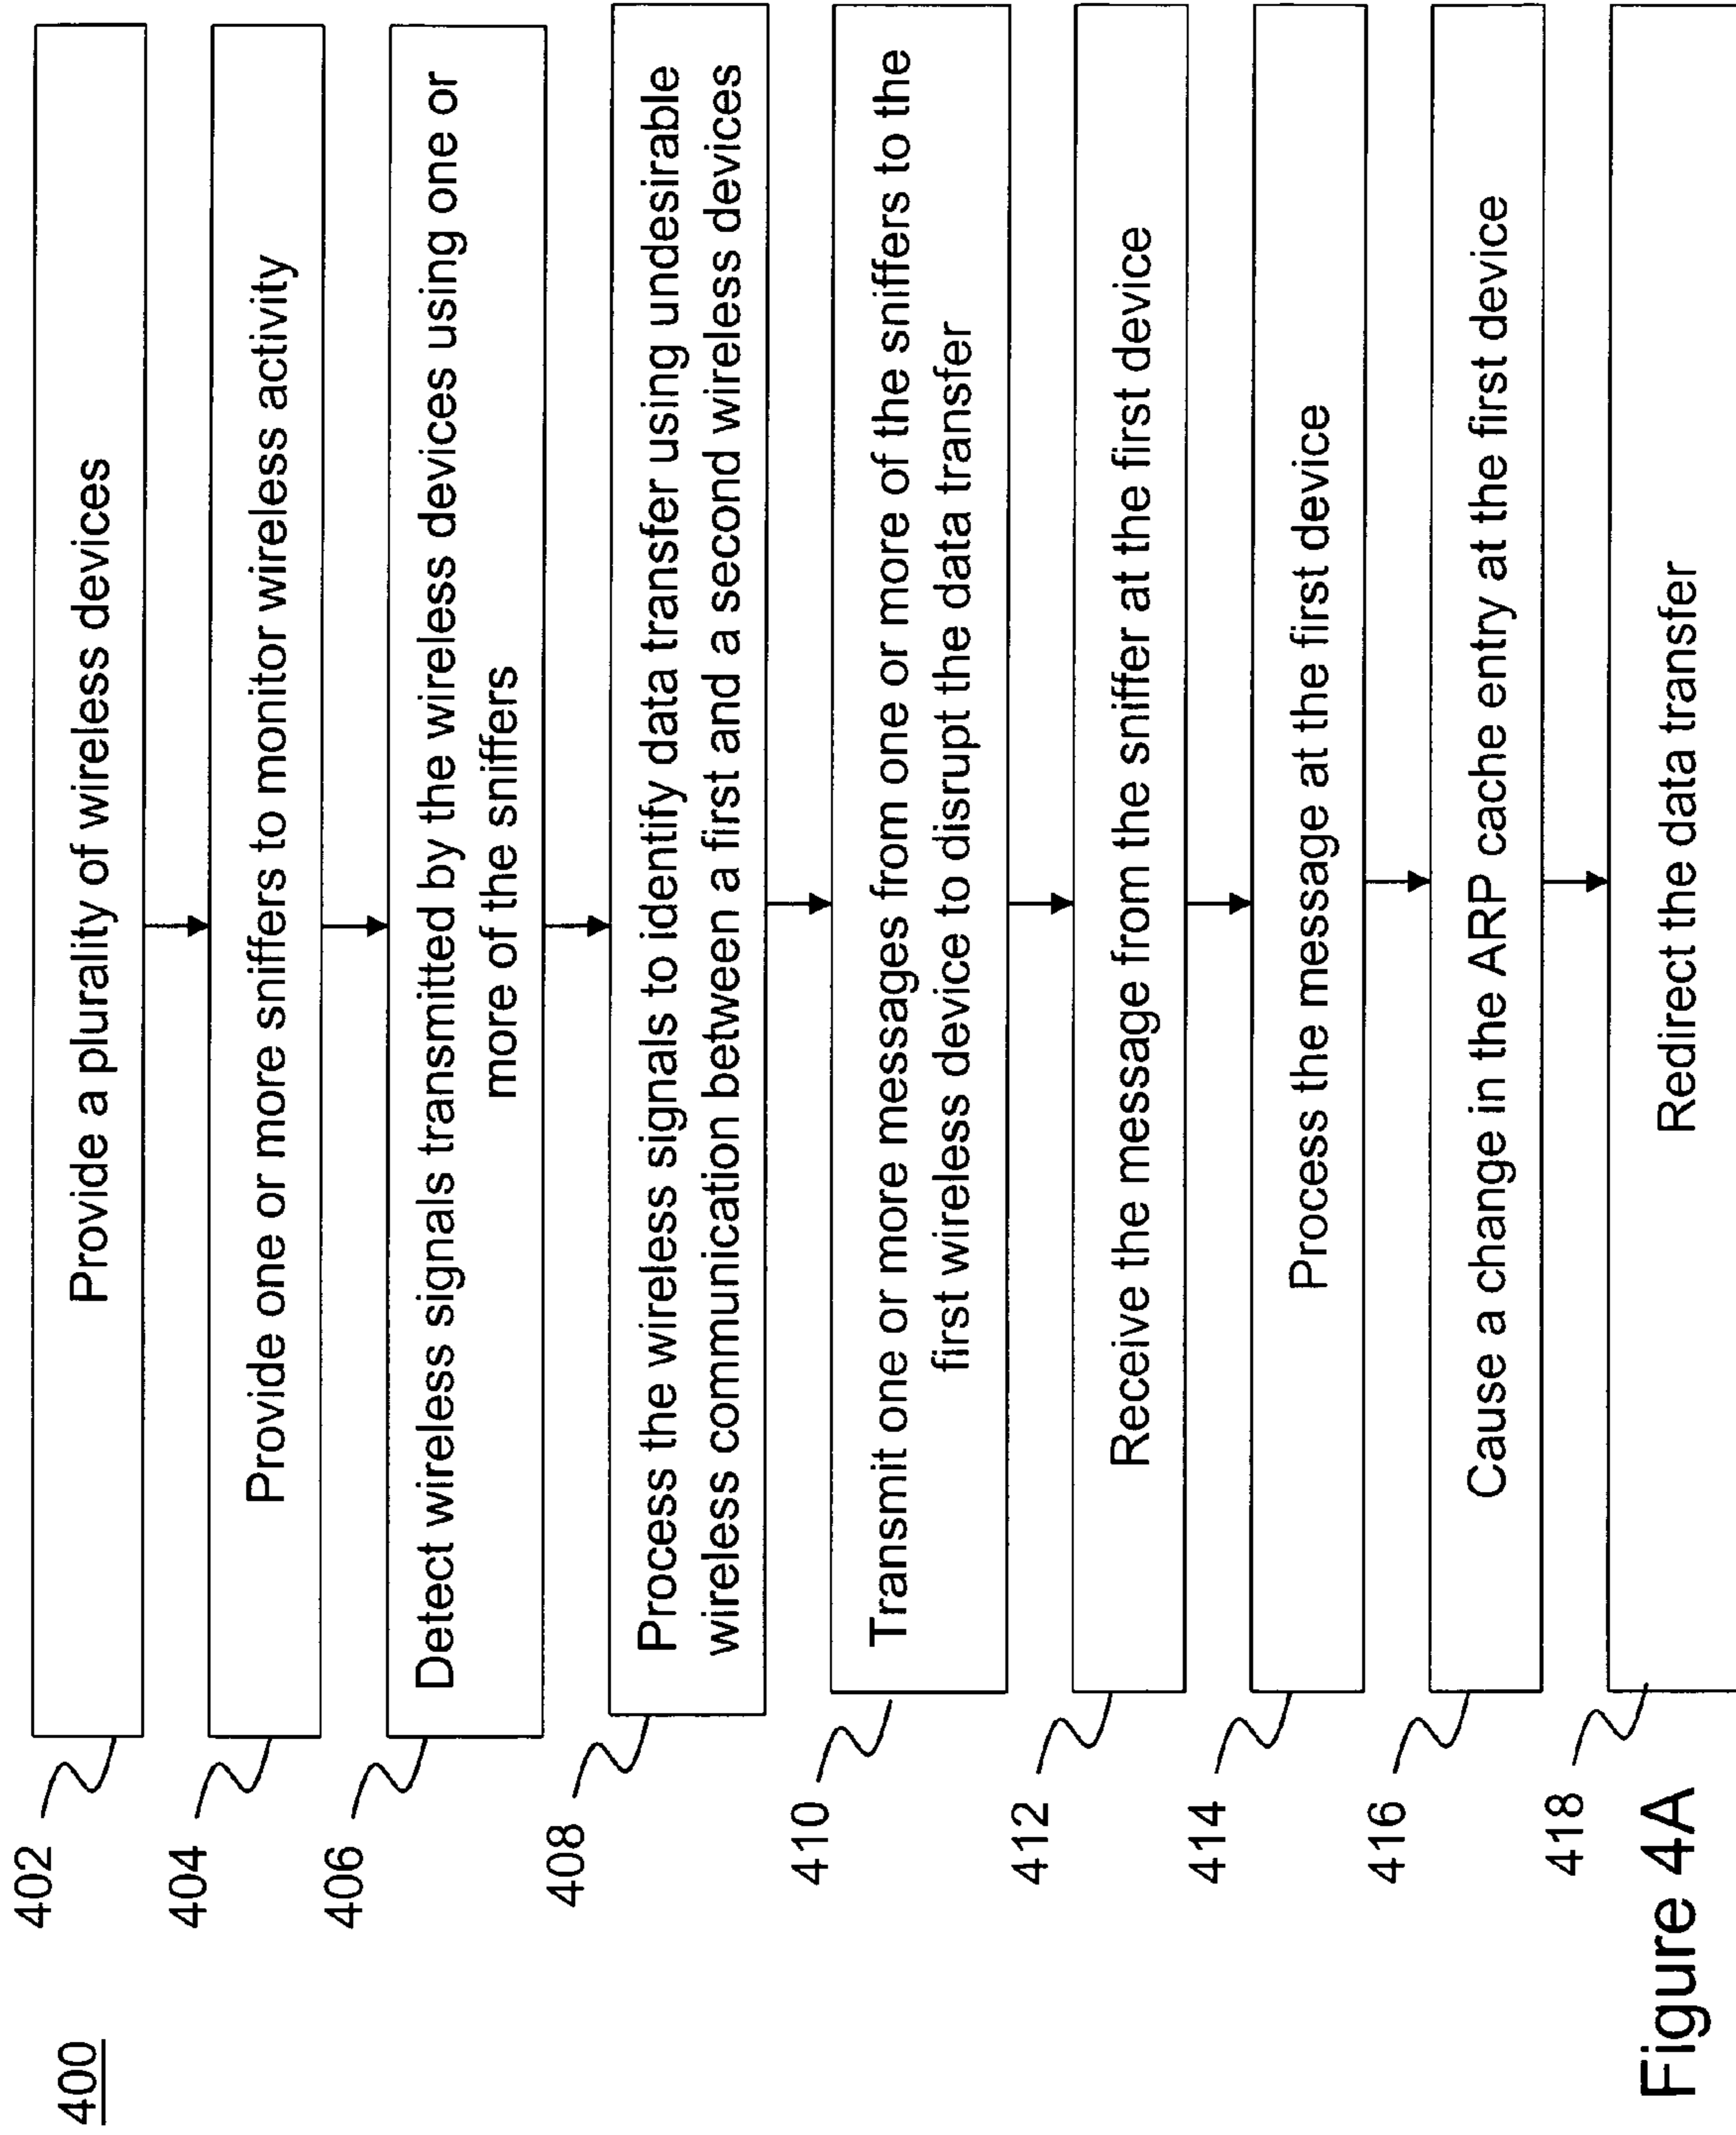 400
402
Provide a plurality of wireless devices
404
Provide one or more sniffers to monitor wireless activity
406
Detect wireless signals transmitted by the wireless devices using one or
more of the sniffers
408
Process the wireless signals to identify data transfer using undesirable
wireless communication between a first and a second wireless devices
410
Transmit one or more messages from one or more of the sniffers to the
first wireless device to disrupt the data transfer
412
Receive the message from the sniffer at the first device
414
Process the message at the first device
416
Cause a change in the ARP cache entry at the first device
418
Redirect the data transfer
Figure 4A